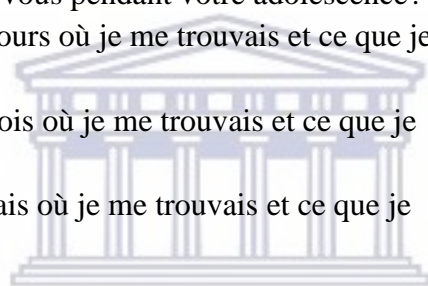 vous pendant votre adolescence?
ours où je me trouvais et ce que je
ois où je me trouvais et ce que je
ais où je me trouvais et ce que je